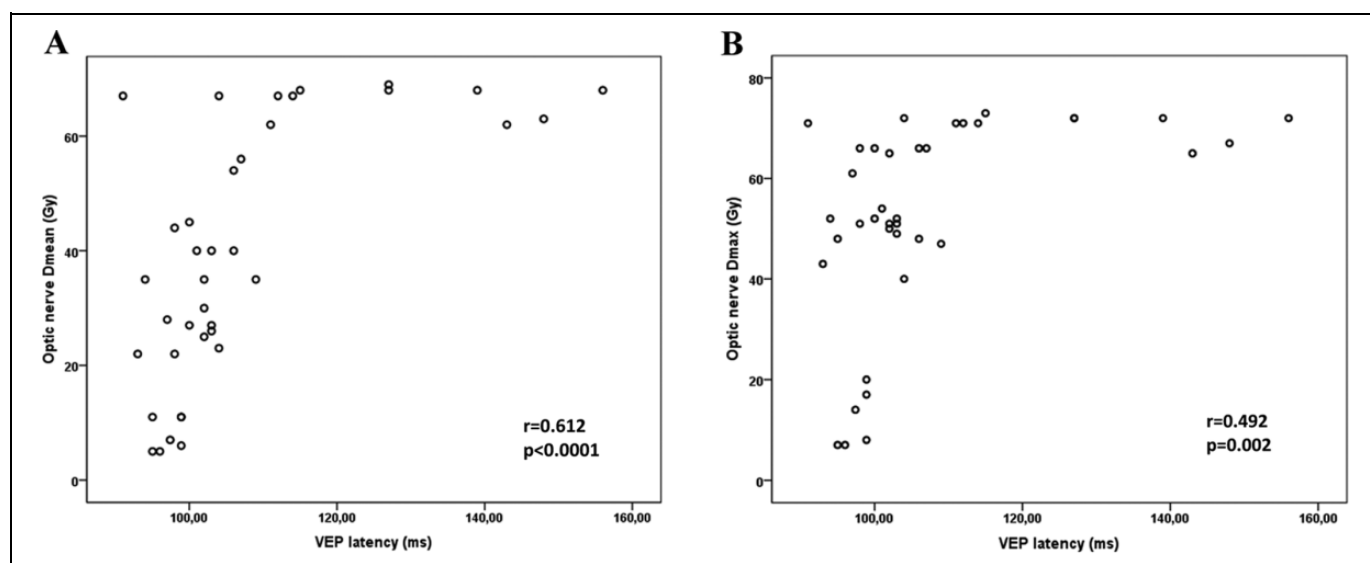 A
Optic nerve Dmean (Gy)
60
40
20
0
100,00 120,00 140,00 160,00
VEP latency (ms)
r=0.612
p<0.0001
B
Optic nerve Dmax (Gy)
80
60
40
20
0
100,00 120,00 140,00 160,00
VEP latency (ms)
r=0.492
p=0.002